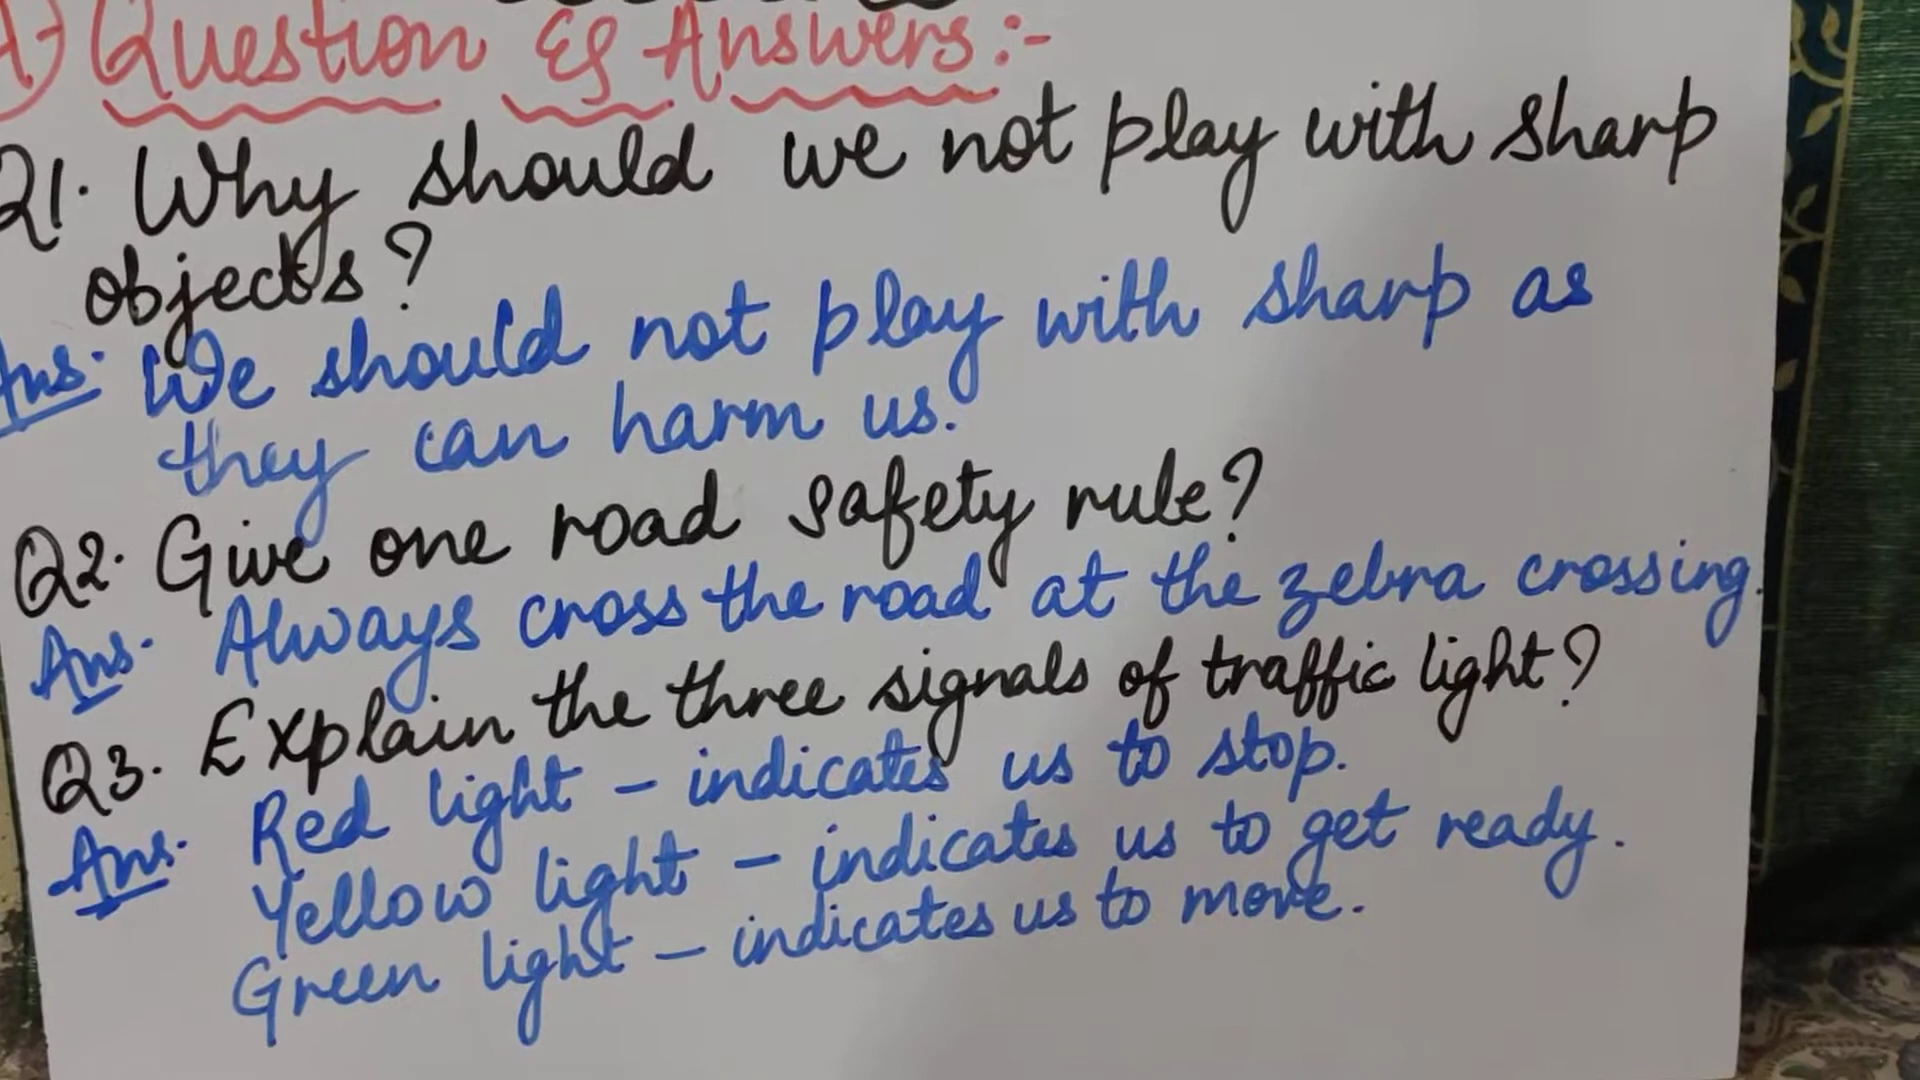 A) Question & Answers:-
Q1. Why should we not play with sharp
objects?
Ans. We should not play with sharp as
they can harm us.
Q2. Give one road safety rule?
Ans. Always cross the road at the zebra crossing.
Q3. Explain the three signals of traffic light?
Ans. Red light - indicates us to stop.
Yellow light - indicates us to get ready.
Green light - indicates us to move.